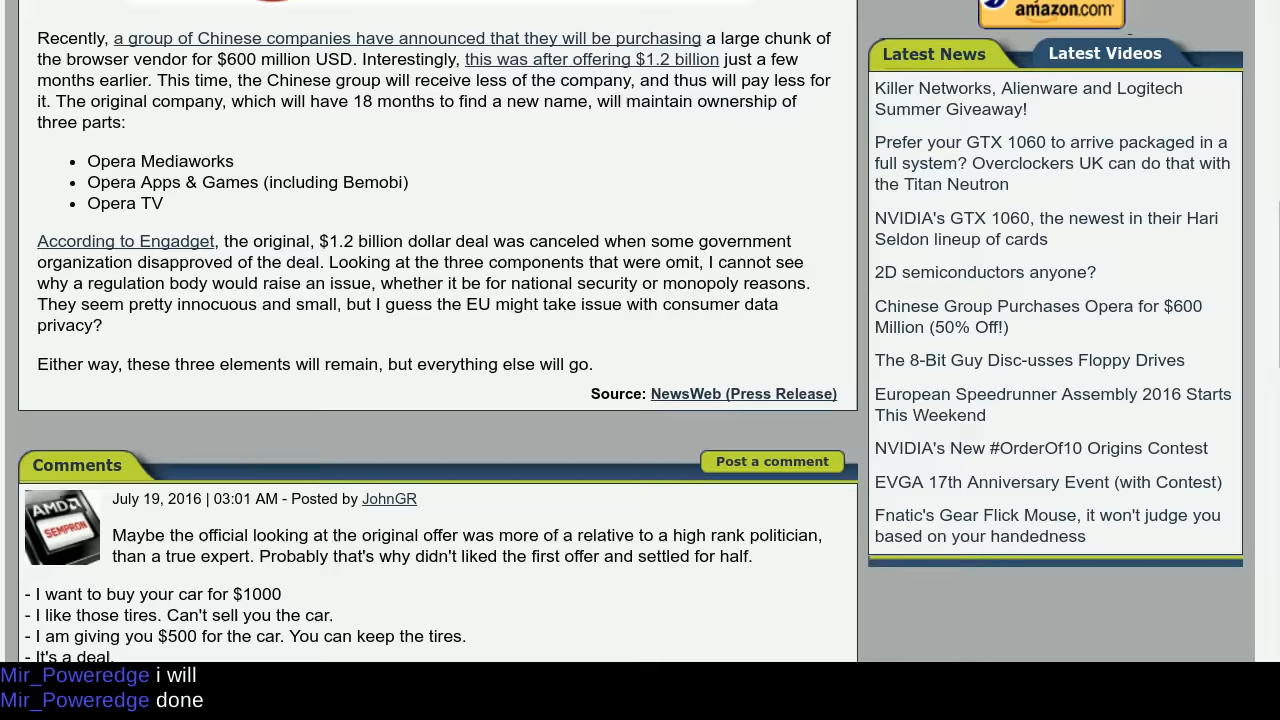 Recently, a group of Chinese companies have announced that they will be purchasing a large chunk of
the browser vendor for $600 million USD. Interestingly, this was after offering $1.2 billion just a few
months earlier. This time, the Chinese group will receive less of the company, and thus will pay less for
it. The original company, which will have 18 months to find a new name, will maintain ownership of
three parts:
• Opera Mediaworks
• Opera Apps & Games (including Bemobi)
• Opera TV
According to Engadget, the original, $1.2 billion dollar deal was canceled when some government
organization disapproved of the deal. Looking at the three components that were omit, I cannot see
why a regulation body would raise an issue, whether it be for national security or monopoly reasons.
They seem pretty innocuous and small, but I guess the EU might take issue with consumer data
privacy?
Either way, these three elements will remain, but everything else will go.
Source: NewsWeb (Press Release)
Comments
Post a comment
AMD
SEMPRON
July 19, 2016 | 03:01 AM - Posted by JohnGR
Maybe the official looking at the original offer was more of a relative to a high rank politician,
than a true expert. Probably that's why didn't liked the first offer and settled for half.
- I want to buy your car for $1000
- I like those tires. Can't sell you the car.
- I am giving you $500 for the car. You can keep the tires.
- It's a deal.
amazon.com
Latest News
Latest Videos
Killer Networks, Alienware and Logitech
Summer Giveaway!
Prefer your GTX 1060 to arrive packaged in a
full system? Overclockers UK can do that with
the Titan Neutron
NVIDIA's GTX 1060, the newest in their Hari
Seldon lineup of cards
2D semiconductors anyone?
Chinese Group Purchases Opera for $600
Million (50% Off!)
The 8-Bit Guy Disc-usses Floppy Drives
European Speedrunner Assembly 2016 Starts
This Weekend
NVIDIA's New #OrderOf10 Origins Contest
EVGA 17th Anniversary Event (with Contest)
Fnatic's Gear Flick Mouse, it won't judge you
based on your handedness
Mir_Poweredge i will
Mir_Poweredge done